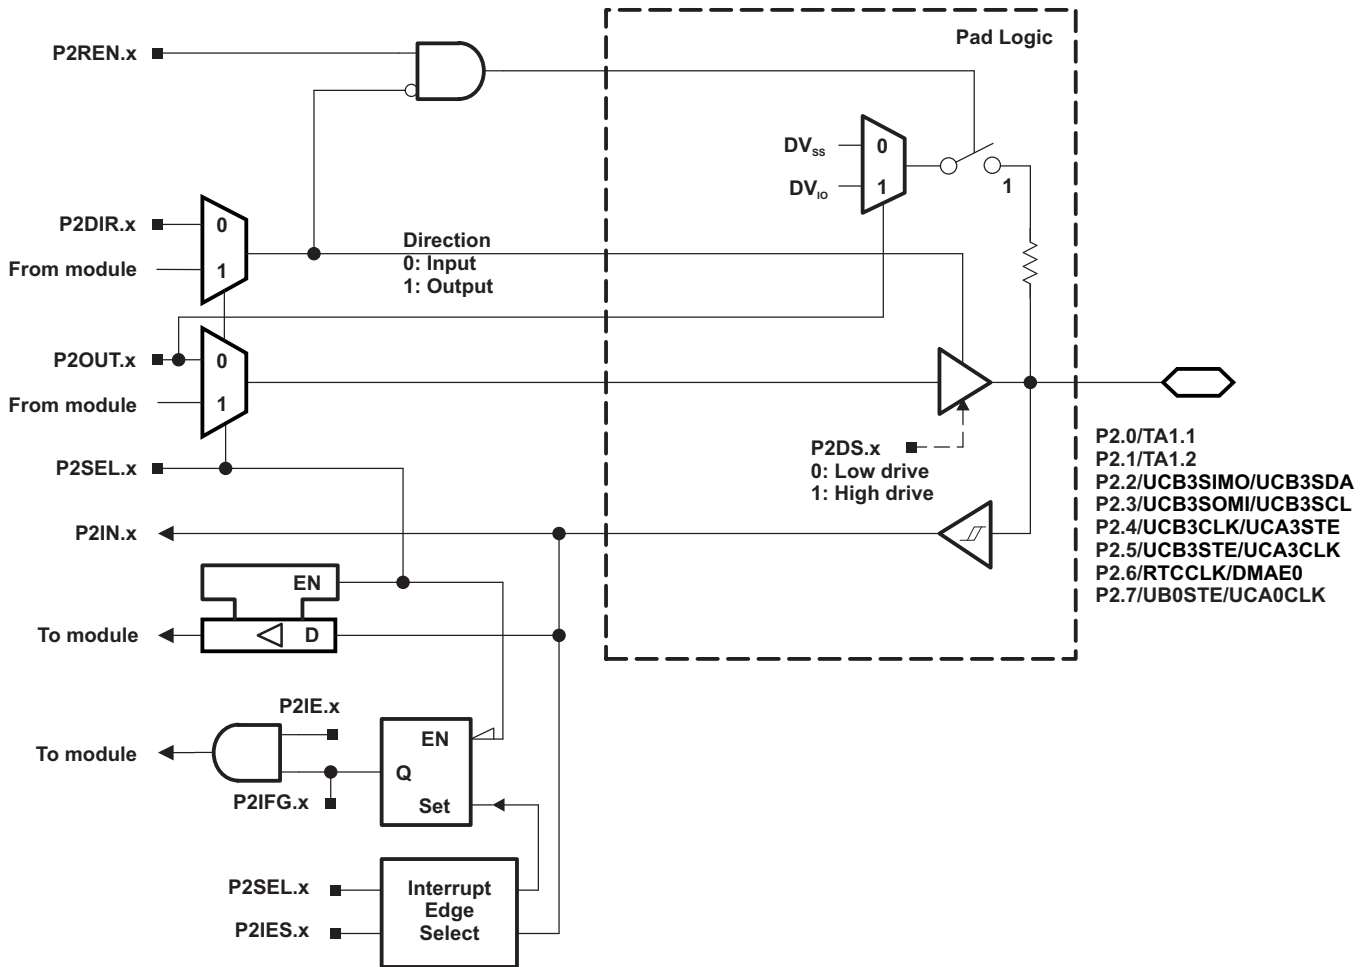 Pad Logic
P2REN.x
DVSS
0
DVIO
1
1
P2DIR.x
0
From module
1
Direction
0: Input
1: Output
P2OUT.x
0
From module
1
P2SEL.x
P2DS.x
0: Low drive
1: High drive
P2.0/TA1.1
P2.1/TA1.2
P2.2/UCB3SIMO/UCB3SDA
P2.3/UCB3SOMI/UCB3SCL
P2.4/UCB3CLK/UCA3STE
P2.5/UCB3STE/UCA3CLK
P2.6/RTCCLK/DMAE0
P2.7/UB0STE/UCA0CLK
P2IN.x
EN
To module
D
P2IE.x
To module
EN
Q
P2IFG.x
Set
P2SEL.x
P2IES.x
Interrupt
Edge
Select